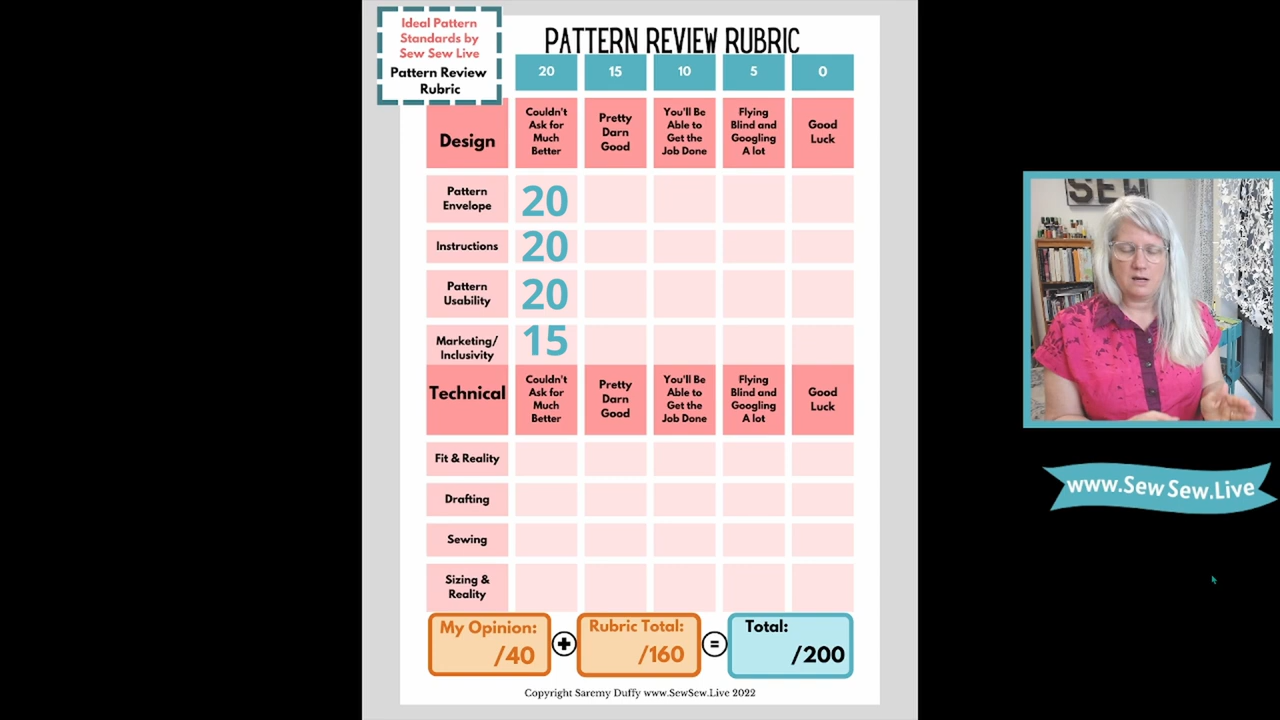 Ideal Pattern
Standards by
Sew Sew Live
Pattern Review
Rubric
PATTERN REVIEW RUBRIC
20 15 10 5 0
Design
Couldn't
Ask for
Much
Better
Pretty
Darn
Good
You'll Be
Able to
Get the
Job Done
Flying
Blind and
Googling
A lot
Good
Luck
Pattern
Envelope
20
Instructions
20
Pattern
Usability
20
Marketing/
Inclusivity
15
Technical
Couldn't
Ask for
Much
Better
Pretty
Darn
Good
You'll Be
Able to
Get the
Job Done
Flying
Blind and
Googling
A lot
Good
Luck
Fit & Reality
Drafting
Sewing
Sizing &
Reality
My Opinion:
/40
+
Rubric Total:
/160
=
Total:
/200
Copyright Saremy Duffy www.SewSew.Live 2022
SEW
www.SewSew.Live